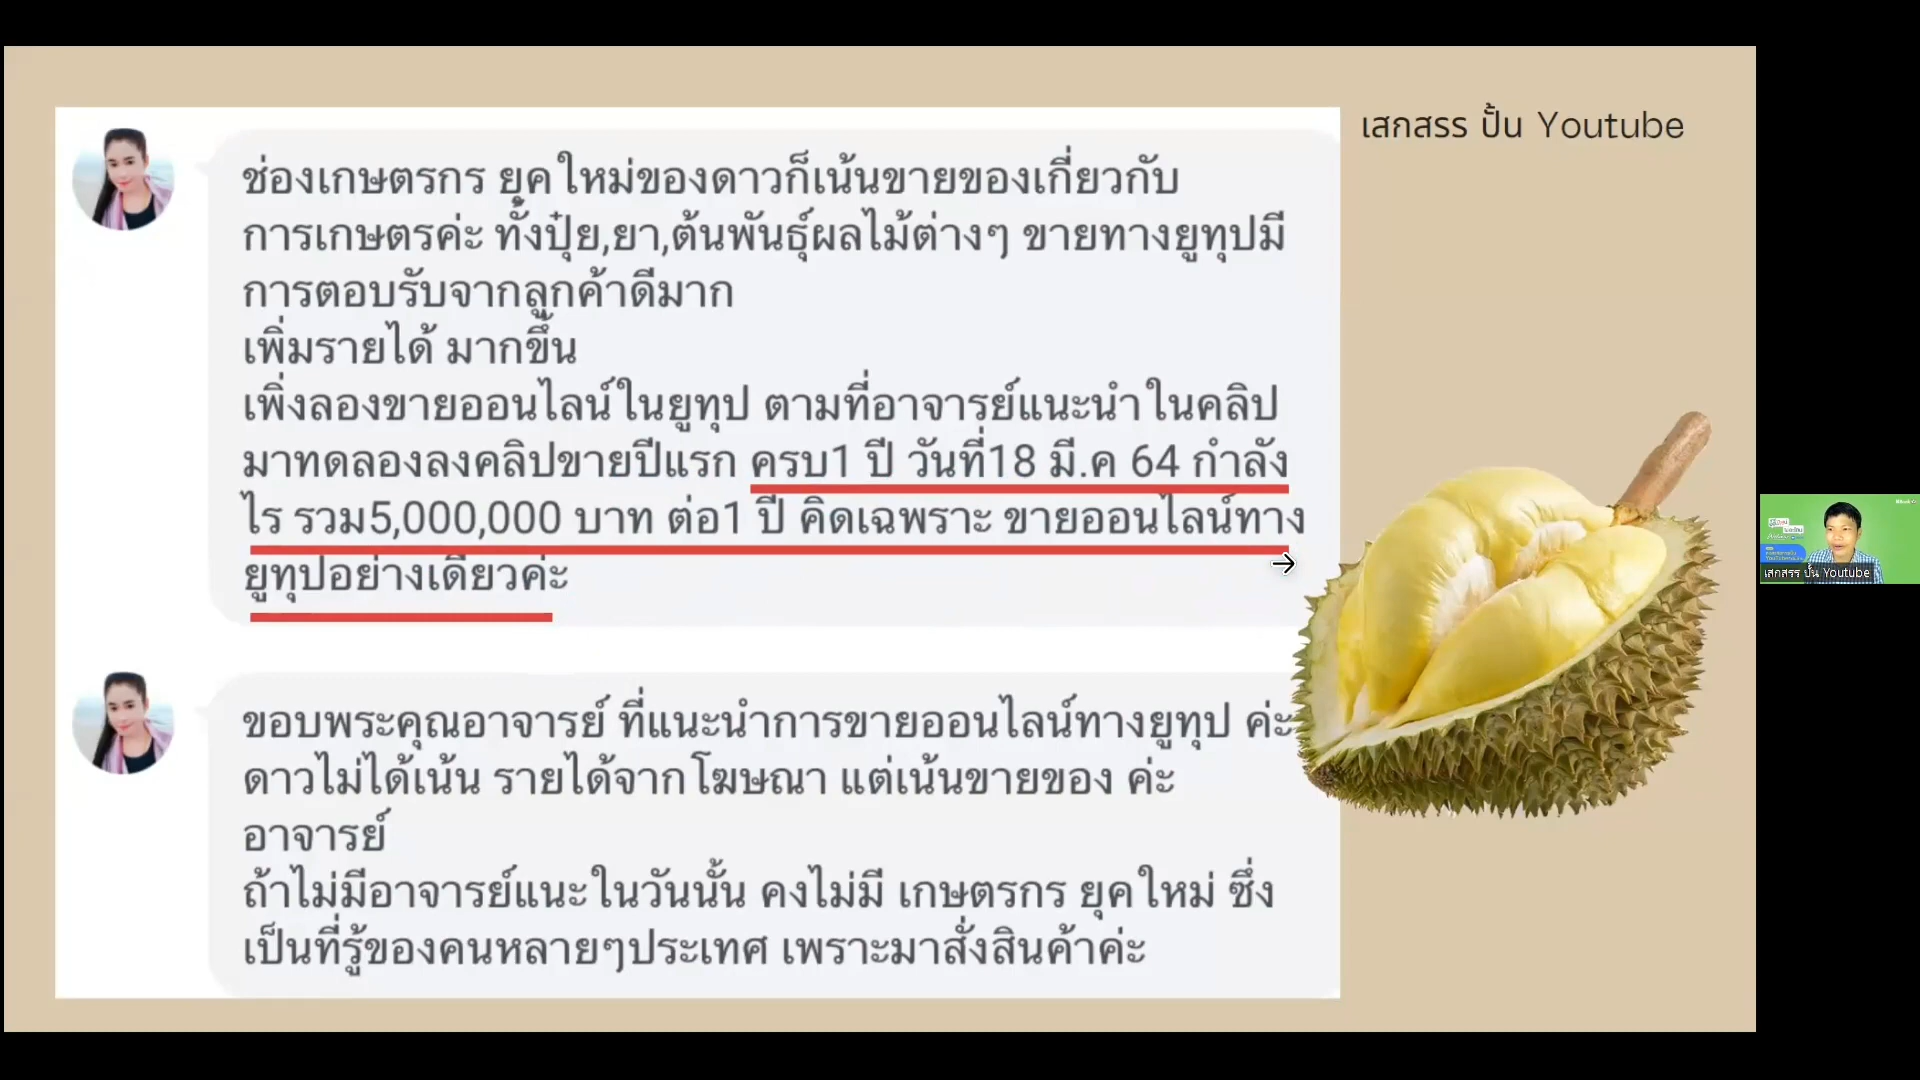 เสกสรร ปั้น Youtube
ช่องเกษตรกร ยุคใหม่ของดาวก็เน้นขายของเกี่ยวกับ
การเกษตรค่ะ ทั้งปุ๋ย,ยา,ต้นพันธุ์ผลไม้ต่างๆ ขายทางยูทุปมี
การตอบรับจากลูกค้าดีมาก
เพิ่มรายได้ มากขึ้น
เพิ่งลองขายออนไลน์ในยูทุป ตามที่อาจารย์แนะนำในคลิป
มาทดลองลงคลิปขายปีแรก ครบ1 ปี วันที่18 มี.ค 64 กำลัง
ไร รวม5,000,000 บาท ต่อ1 ปี คิดเฉพราะ ขายออนไลน์ทาง
ยูทุปอย่างเดียวค่ะ
ขอบพระคุณอาจารย์ ที่แนะนำการขายออนไลน์ทางยูทุป ค่ะ
ดาวไม่ได้เน้น รายได้จากโฆษณา แต่เน้นขายของ ค่ะ
อาจารย์
ถ้าไม่มีอาจารย์แนะในวันนั้น คงไม่มี เกษตรกร ยุคใหม่ ซึ่ง
เป็นที่รู้ของคนหลายๆประเทศ เพราะมาสั่งสินค้าค่ะ
เสกสรร ปั้น Youtube